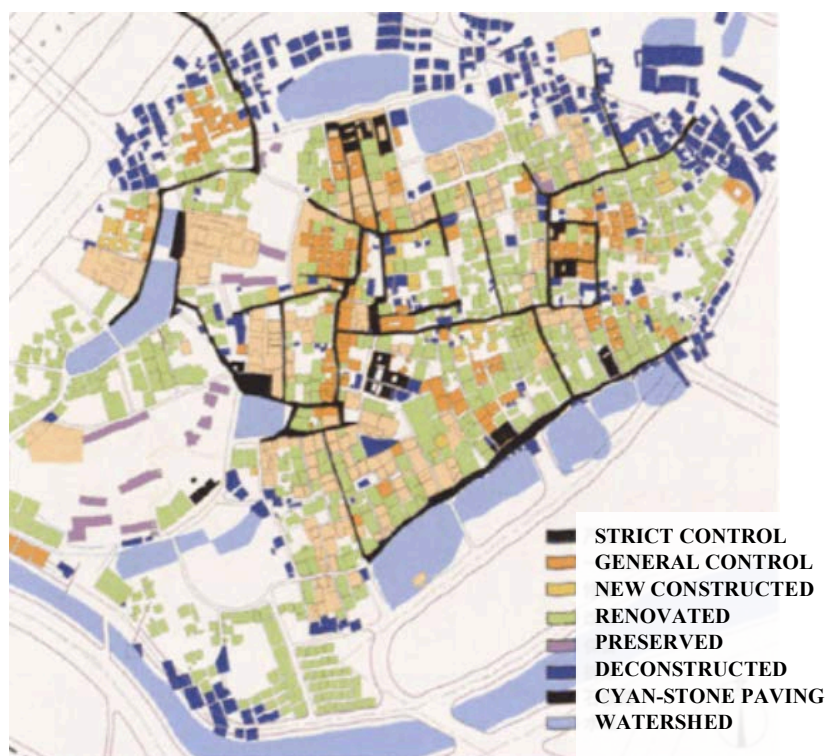 STRICT CONTROL
GENERAL CONTROL
NEW CONSTRUCTED
RENOVATED
PRESERVED
DECONSTRUCTED
CYAN-STONE PAVING
WATERSHED